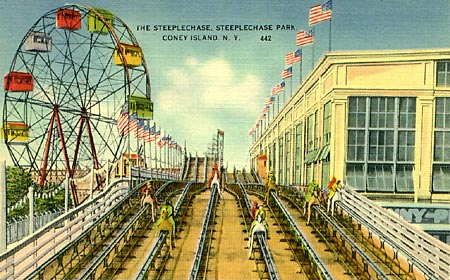 THE STEEPLECHASE, STEEPLECHASE PARK,
CONEY ISLAND, N. Y. 442